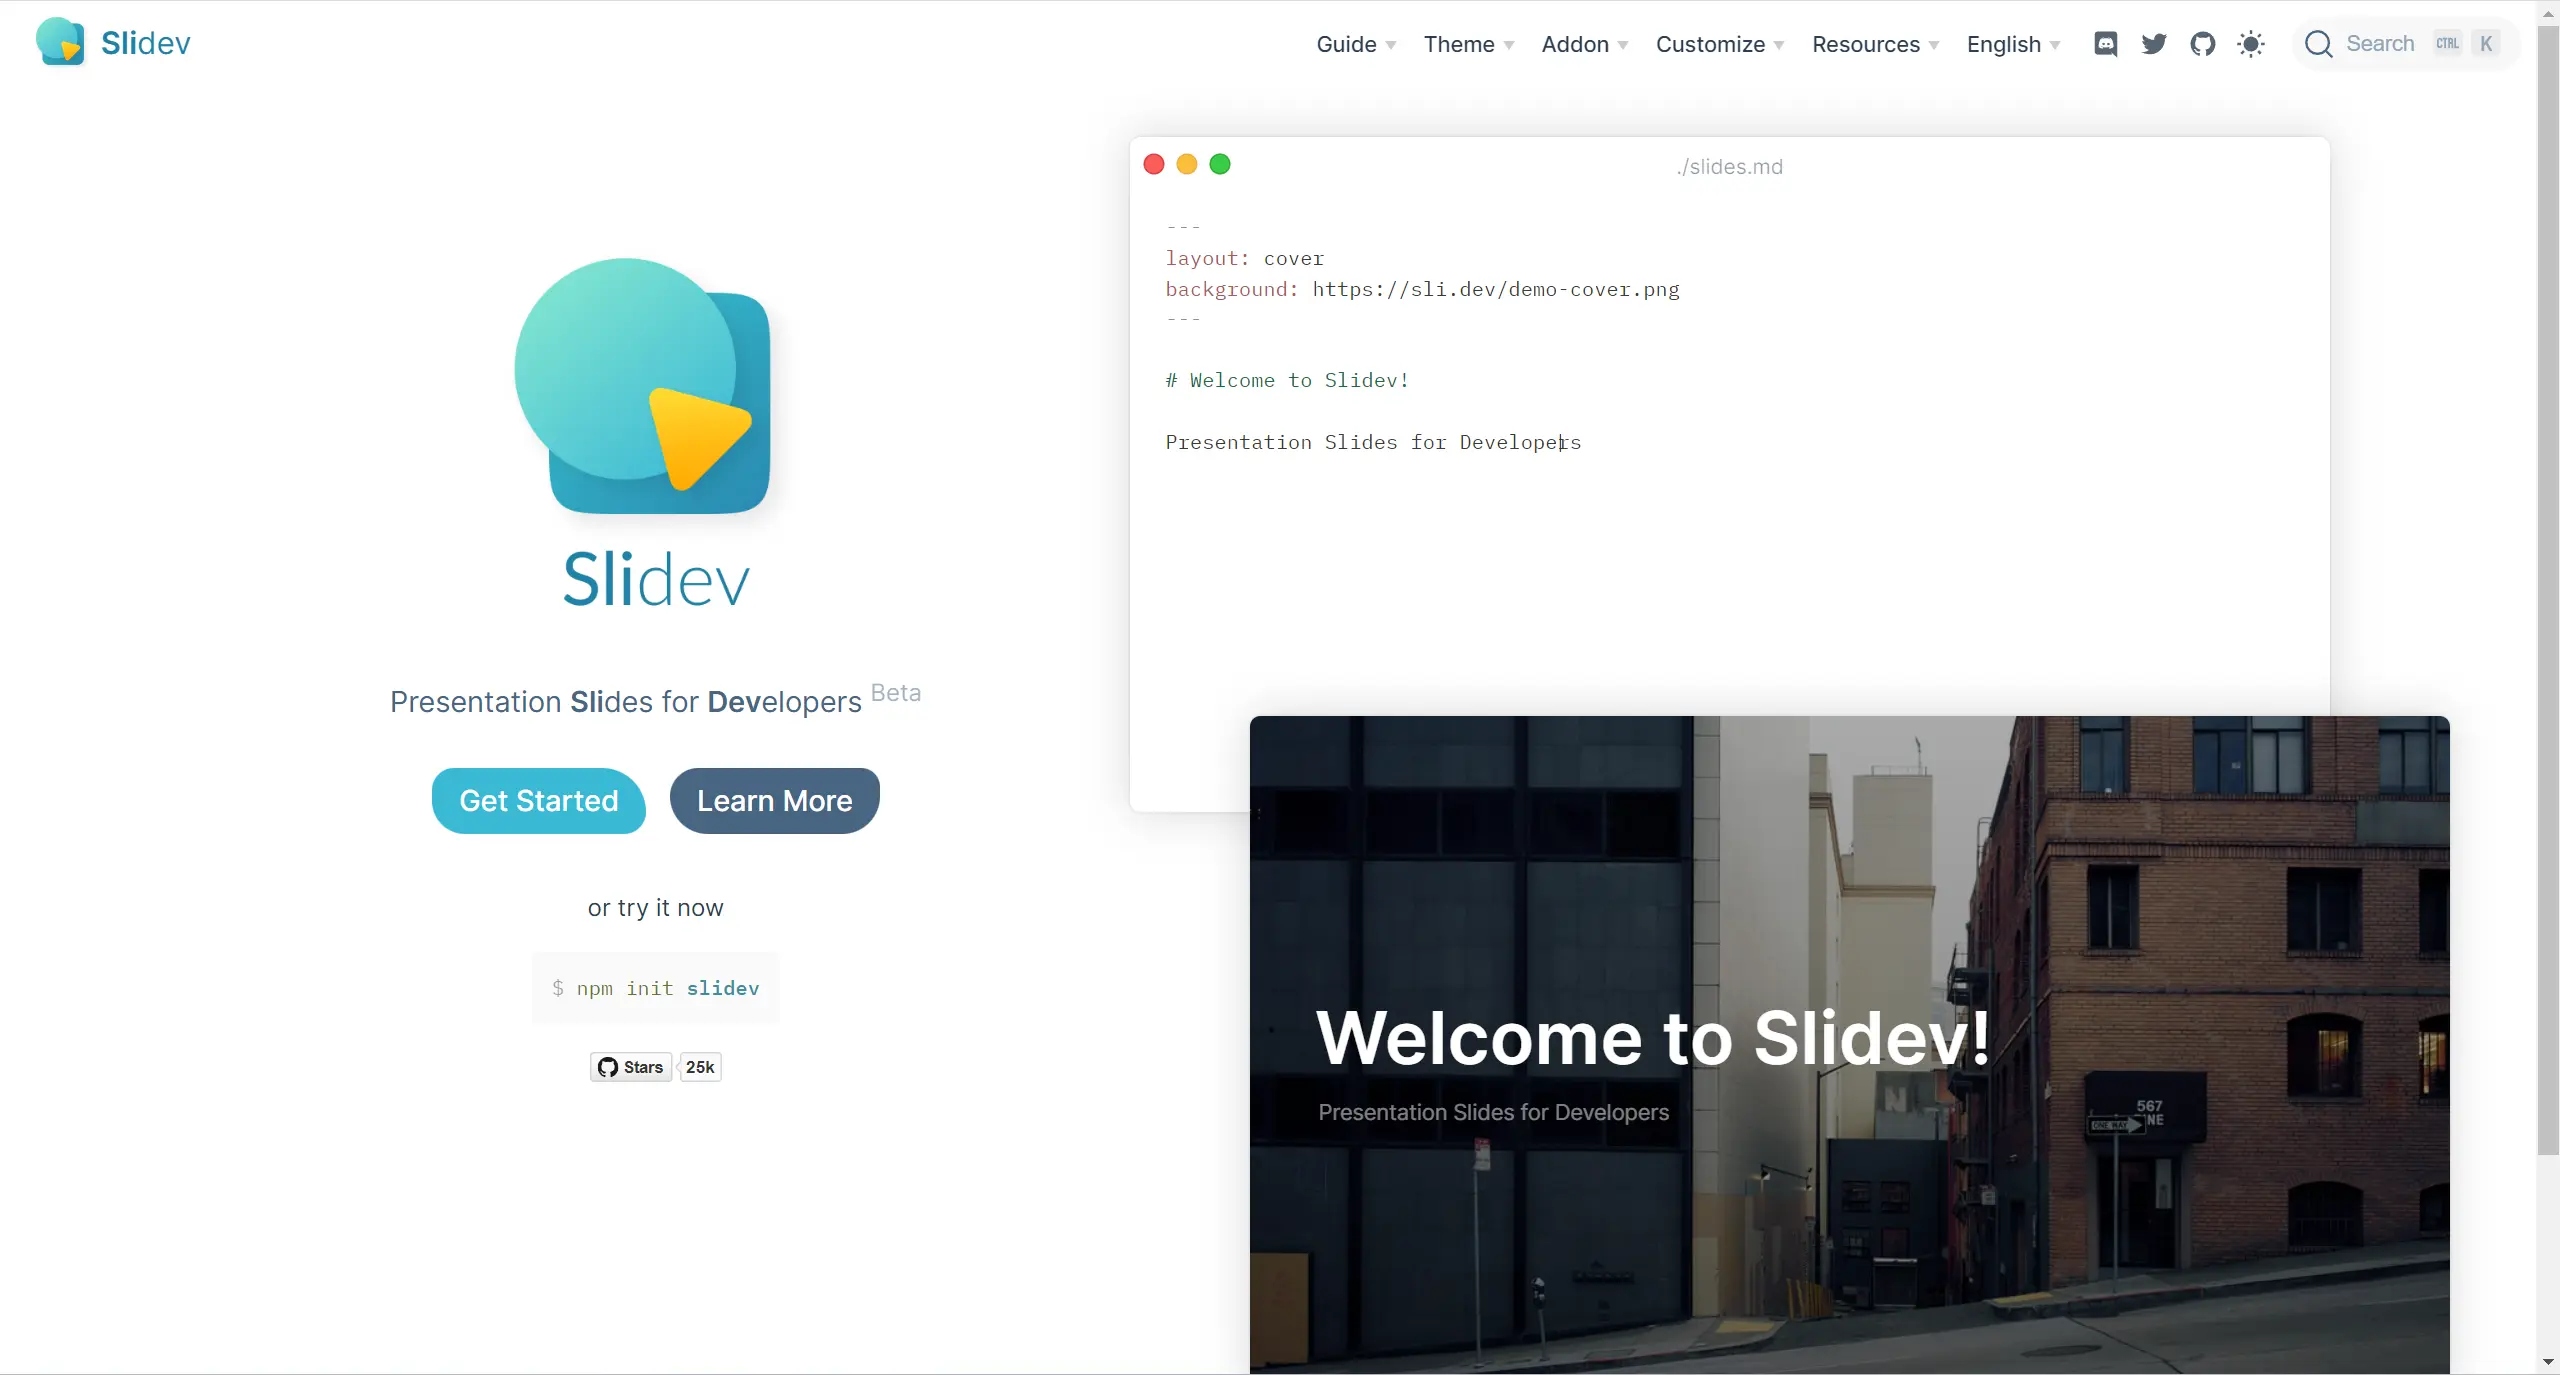 Slidev
Guide Theme Addon Customize Resources English Search CTRL K
./slides.md
---
layout: cover
background: https://sli.dev/demo-cover.png
---
# Welcome to Slidev!
Presentation Slides for Developers
Slidev
Presentation Slides for Developers Beta
Get Started Learn More
or try it now
$ npm init slidev
Stars 25k
Welcome to Slidev!
Presentation Slides for Developers
567
ONE WAY